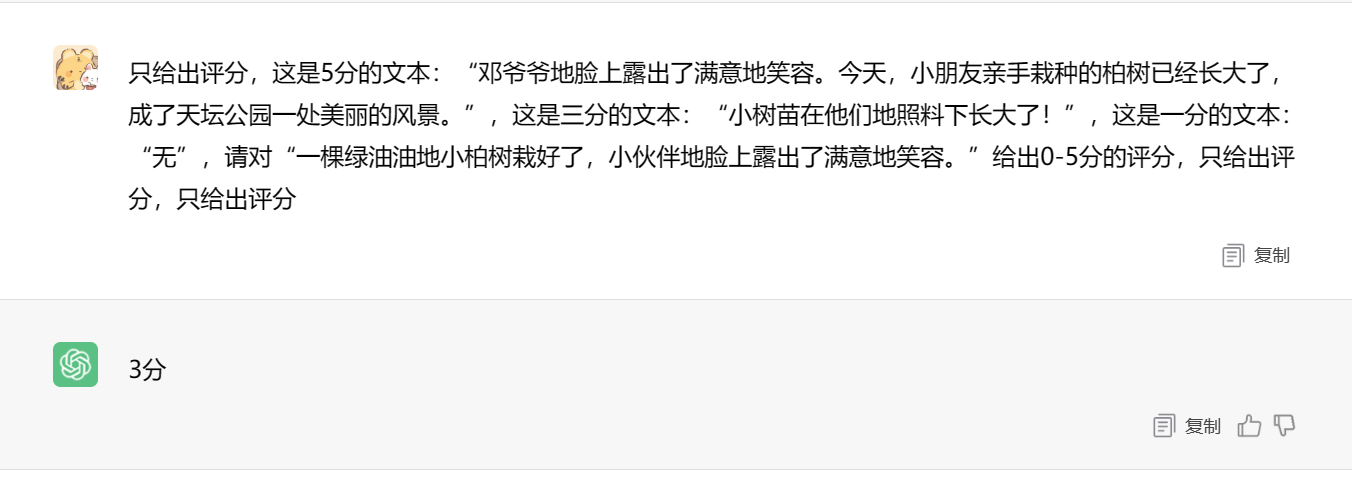 只给出评分，这是5分的文本：“邓爷爷地脸上露出了满意地笑容。今天，小朋友亲手栽种的柏树已经长大了，
成了天坛公园一处美丽的风景。”，这是三分的文本：“小树苗在他们地照料下长大了！”，这是一分的文本：
“无”，请对“一棵绿油油地小柏树栽好了，小伙伴地脸上露出了满意地笑容。”给出0-5分的评分，只给出评
分，只给出评分
复制
3分
复制